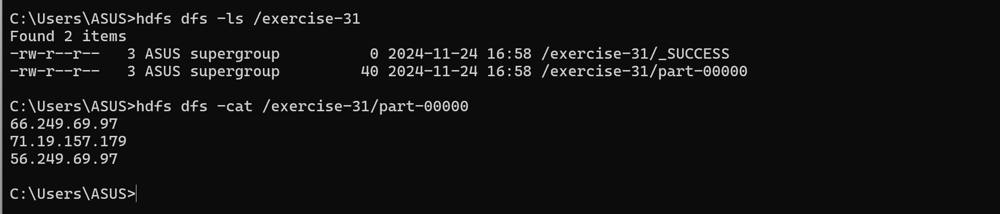 C:\Users\ASUS>hdfs dfs -ls /exercise-31
Found 2 items
-rw-r--r--   3 ASUS supergroup          0 2024-11-24 16:58 /exercise-31/_SUCCESS
-rw-r--r--   3 ASUS supergroup         40 2024-11-24 16:58 /exercise-31/part-00000
C:\Users\ASUS>hdfs dfs -cat /exercise-31/part-00000
66.249.69.97
71.19.157.179
56.249.69.97
C:\Users\ASUS>